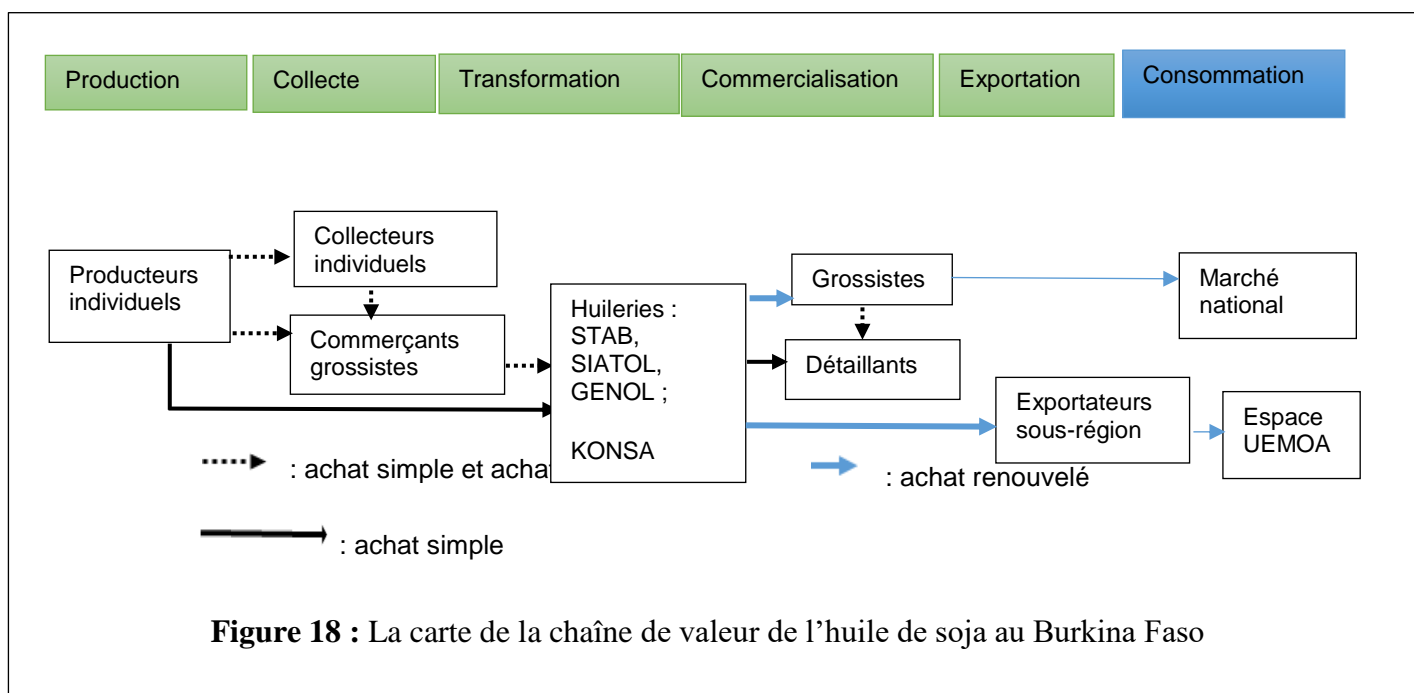 Production
Collecte
Transformation
Commercialisation
Exportation
Consommation
Producteurs
individuels
Collecteurs
individuels
Commerçants
grossistes
Huileries :
STAB,
SIATOL,
GENOL ;
KONSA
Grossistes
Détaillants
Exportateurs
sous-région
Marché
national
Espace
UEMOA
: achat simple et achat
: achat renouvelé
: achat simple
Figure 18 : La carte de la chaîne de valeur de l’huile de soja au Burkina Faso